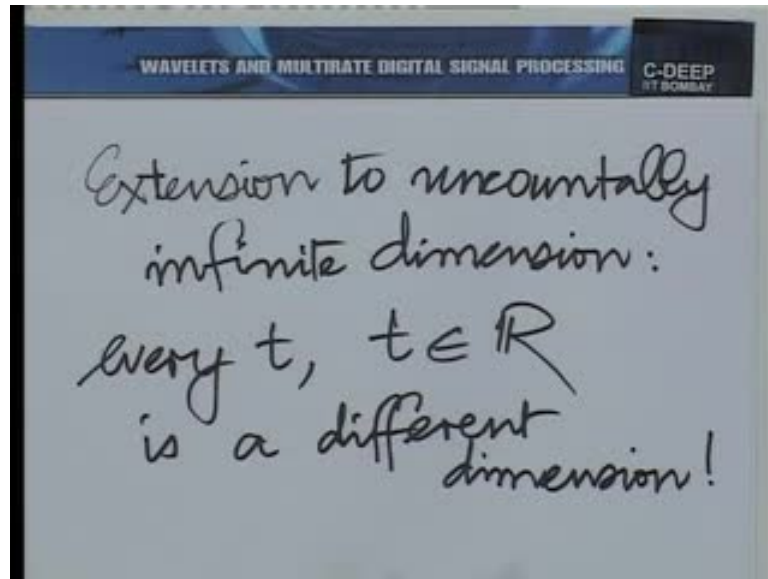 WAVELETS AND MULTIRATE DIGITAL SIGNAL PROCESSING
C-DEEP
IIT BOMBAY
Extension to uncountably
infinite dimension:
every t, t ∈ ℝ
is a different
dimension!